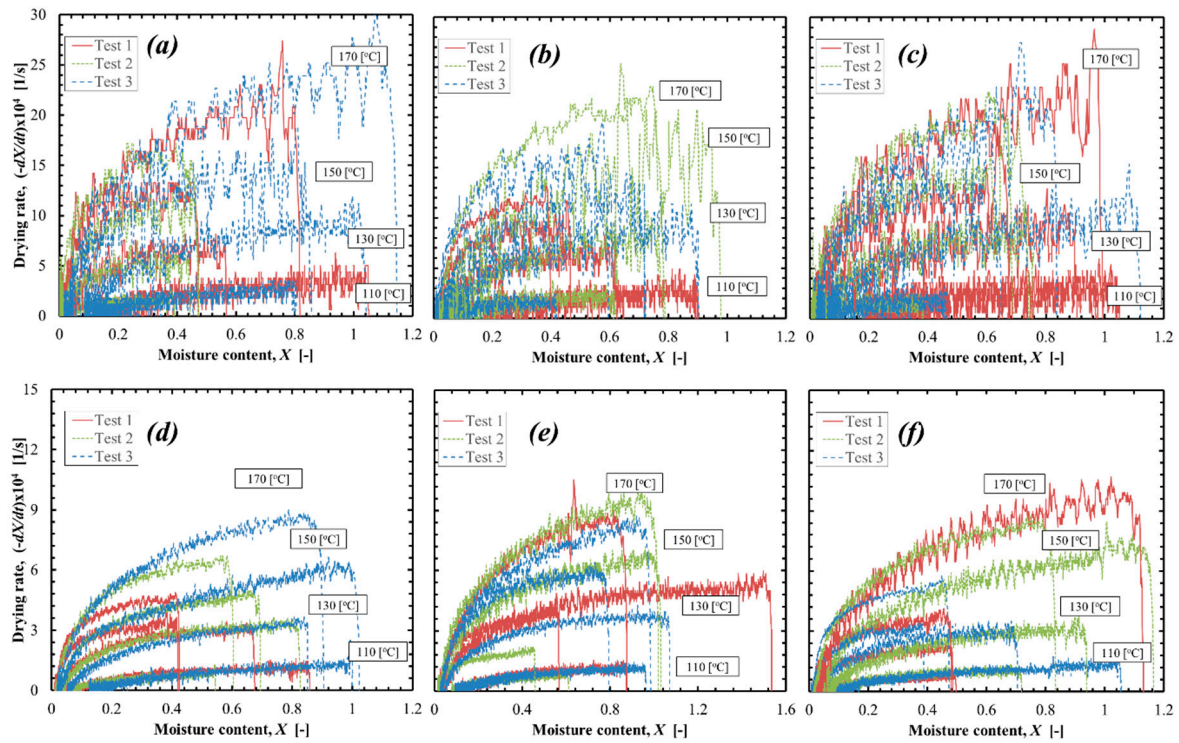 30
25
20
15
10
5
0
Drying rate, (-dX/dt)x10⁴ [1/s]
Test 1
Test 2
Test 3
(a)
170 [°C]
150 [°C]
130 [°C]
110 [°C]
0 0.2 0.4 0.6 0.8 1 1.2
Moisture content, X [-]
Test 1
Test 2
Test 3
(b)
170 [°C]
150 [°C]
130 [°C]
110 [°C]
0 0.2 0.4 0.6 0.8 1 1.2
Moisture content, X [-]
Test 1
Test 2
Test 3
(c)
170 [°C]
150 [°C]
130 [°C]
110 [°C]
0 0.2 0.4 0.6 0.8 1 1.2
Moisture content, X [-]
15
12
9
6
3
0
Drying rate, (-dX/dt)x10⁴ [1/s]
Test 1
Test 2
Test 3
(d)
170 [°C]
150 [°C]
130 [°C]
110 [°C]
0 0.2 0.4 0.6 0.8 1 1.2
Moisture content, X [-]
Test 1
Test 2
Test 3
(e)
170 [°C]
150 [°C]
130 [°C]
110 [°C]
0 0.4 0.8 1.2 1.6
Moisture content, X [-]
Test 1
Test 2
Test 3
(f)
170 [°C]
150 [°C]
130 [°C]
110 [°C]
0 0.2 0.4 0.6 0.8 1 1.2
Moisture content, X [-]